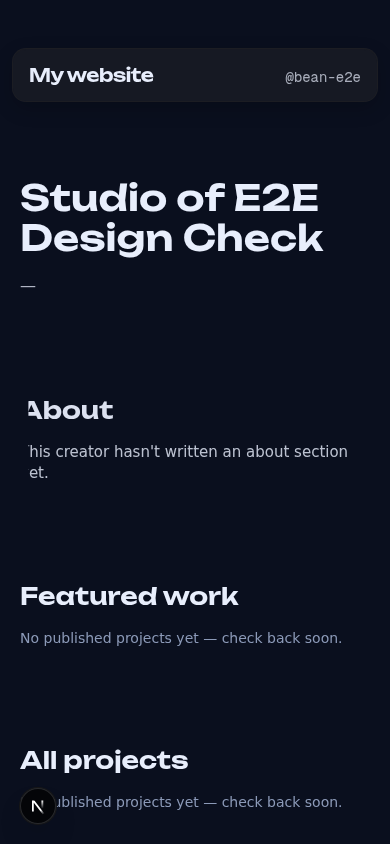 My website
@bean-e2e
Studio of E2E
Design Check
—
About
his creator hasn't written an about section
et.
Featured work
No published projects yet — check back soon.
All projects
ublished projects yet — check back soon.
N